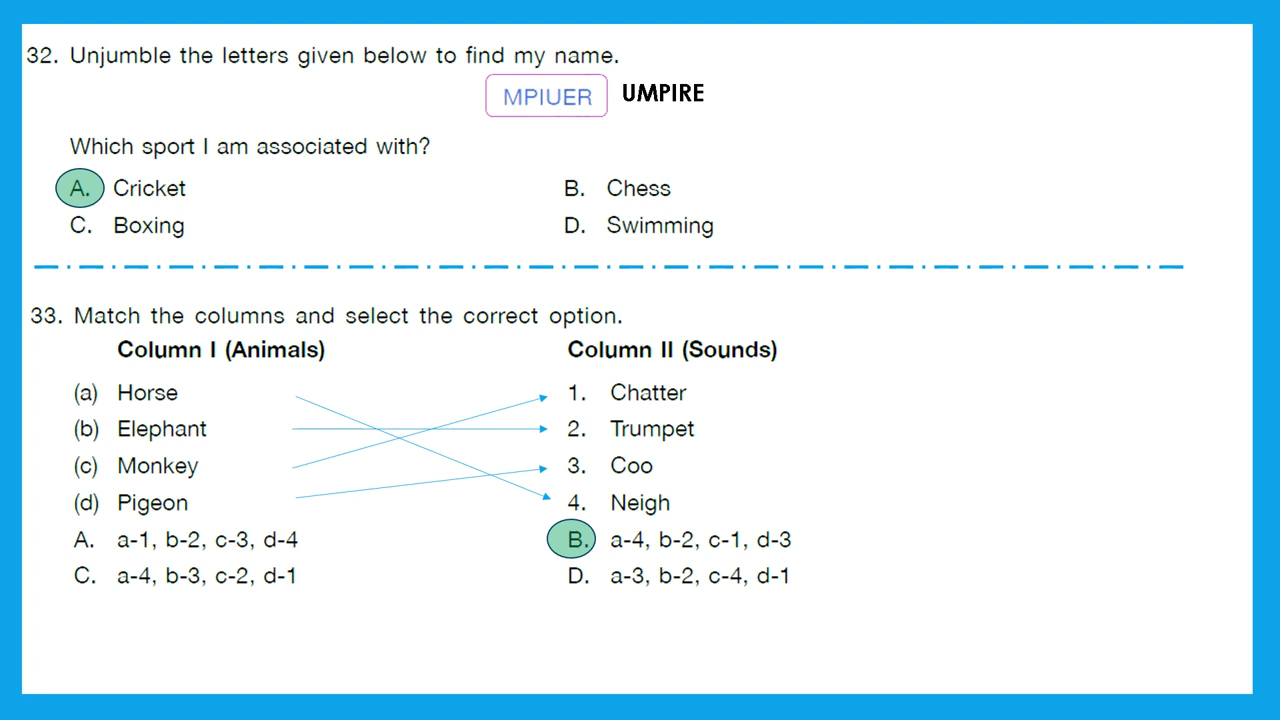 32. Unjumble the letters given below to find my name.
MPIUER UMPIRE
Which sport I am associated with?
A. Cricket B. Chess
C. Boxing D. Swimming
33. Match the columns and select the correct option.
Column I (Animals) Column II (Sounds)
(a) Horse 1. Chatter
(b) Elephant 2. Trumpet
(c) Monkey 3. Coo
(d) Pigeon 4. Neigh
A. a-1, b-2, c-3, d-4 B. a-4, b-2, c-1, d-3
C. a-4, b-3, c-2, d-1 D. a-3, b-2, c-4, d-1